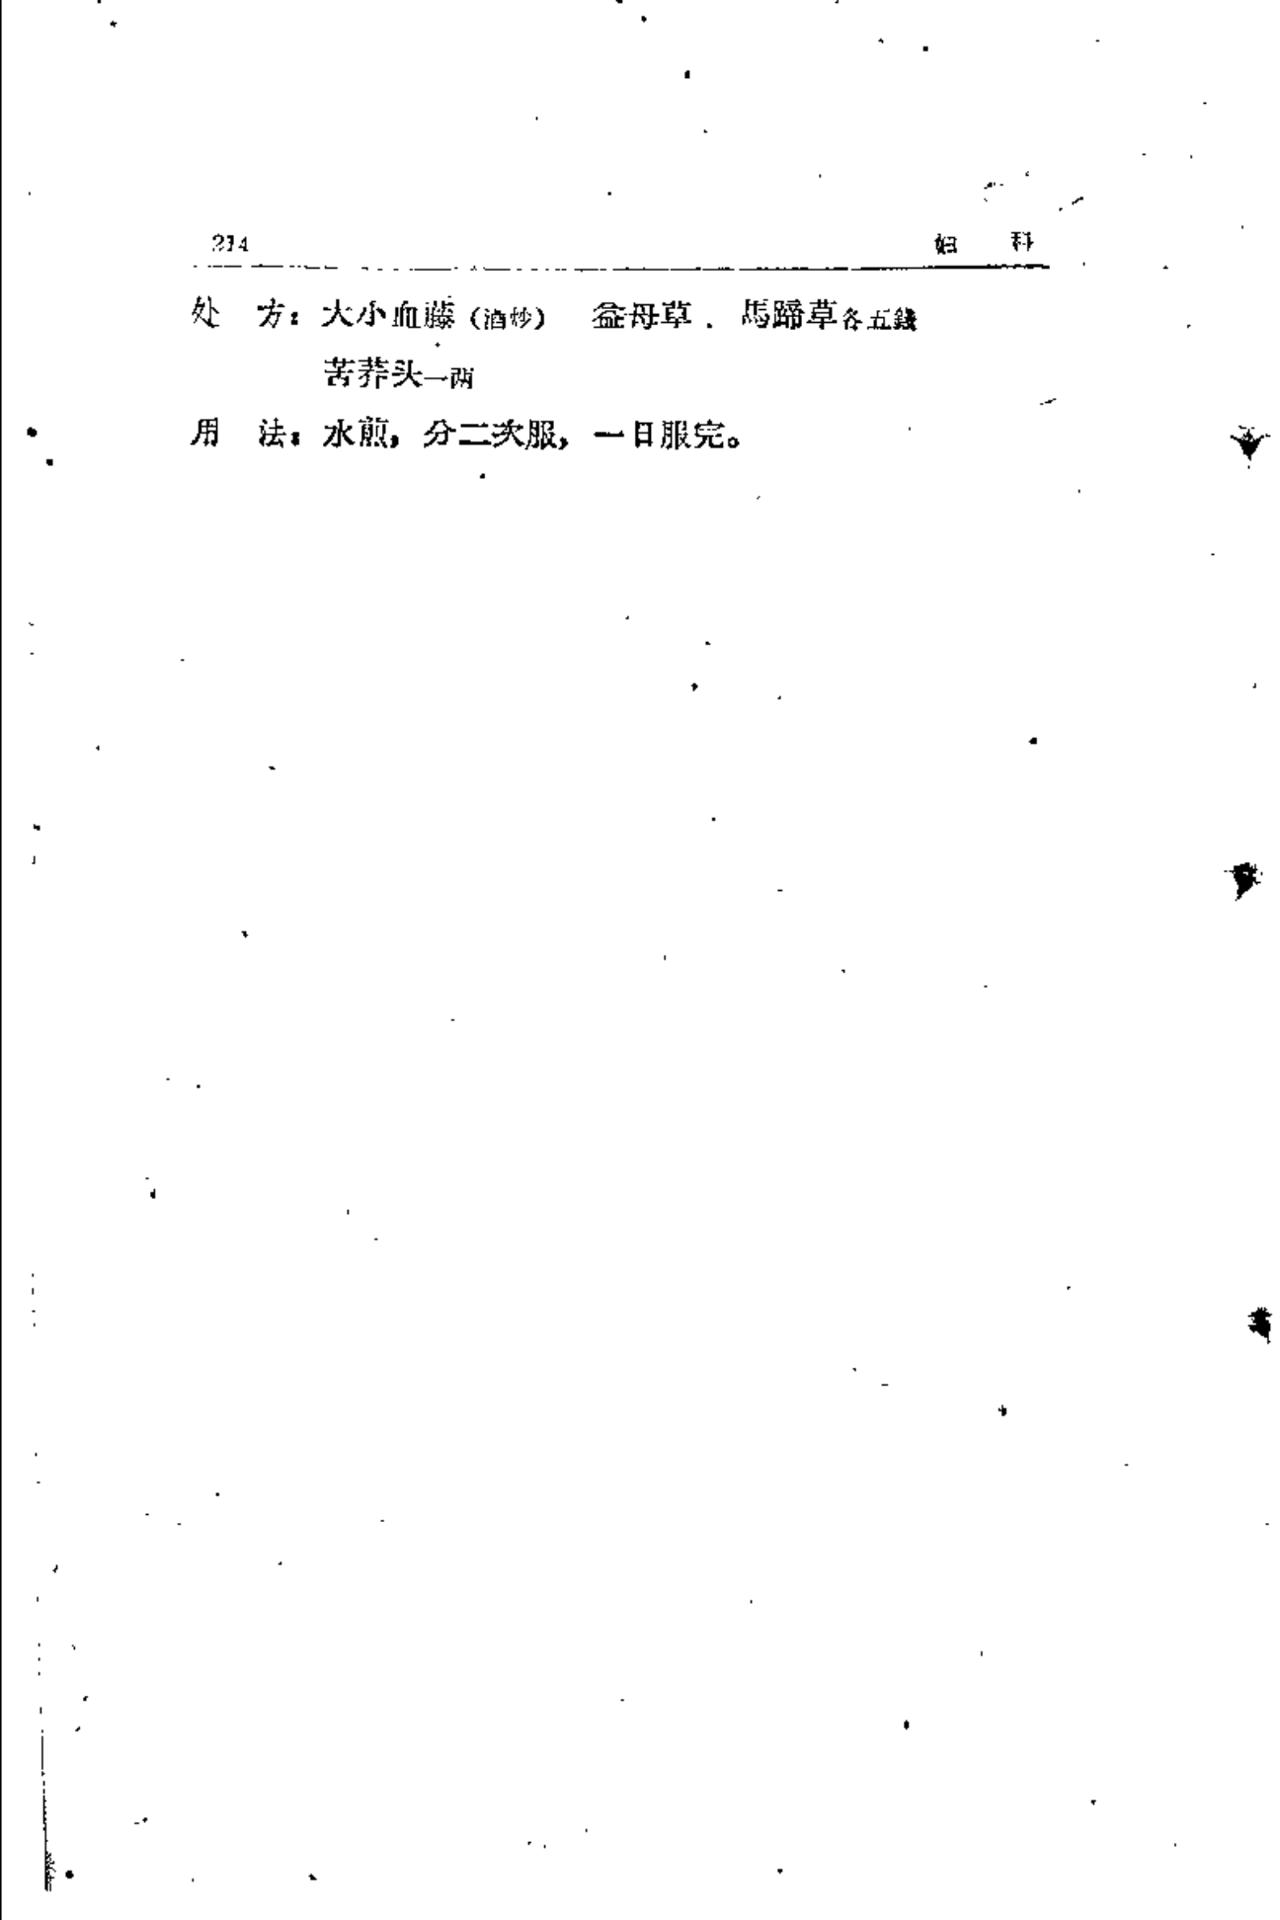 214 妇 科
处 方：大小血藤（酒炒） 益母草 馬蹄草各五錢
苦荞头一两
用 法：水煎，分二次服，一日服完。